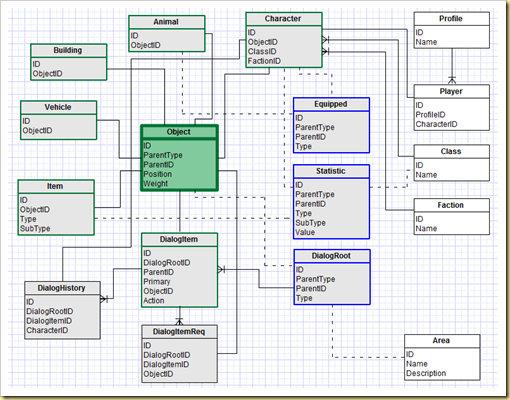 Animal
ID
ObjectID
Character
ID
ObjectID
ClassID
FactionID
Profile
ID
Name
Building
ID
ObjectID
Vehicle
ID
ObjectID
Equipped
ID
ParentType
ParentID
Type
Player
ID
ProfileID
CharacterID
Object
ID
ParentType
ParentID
Position
Weight
Class
ID
Name
Item
ID
ObjectID
Type
SubType
Statistic
ID
ParentType
ParentID
Type
SubType
Value
Faction
ID
Name
DialogItem
ID
DialogRootID
ParentID
Primary
ObjectID
Action
DialogRoot
ID
ParentType
ParentID
Type
DialogHistory
ID
DialogRootID
DialogItemID
CharacterID
DialogItemReq
ID
DialogRootID
DialogItemID
ObjectID
Area
ID
Name
Description